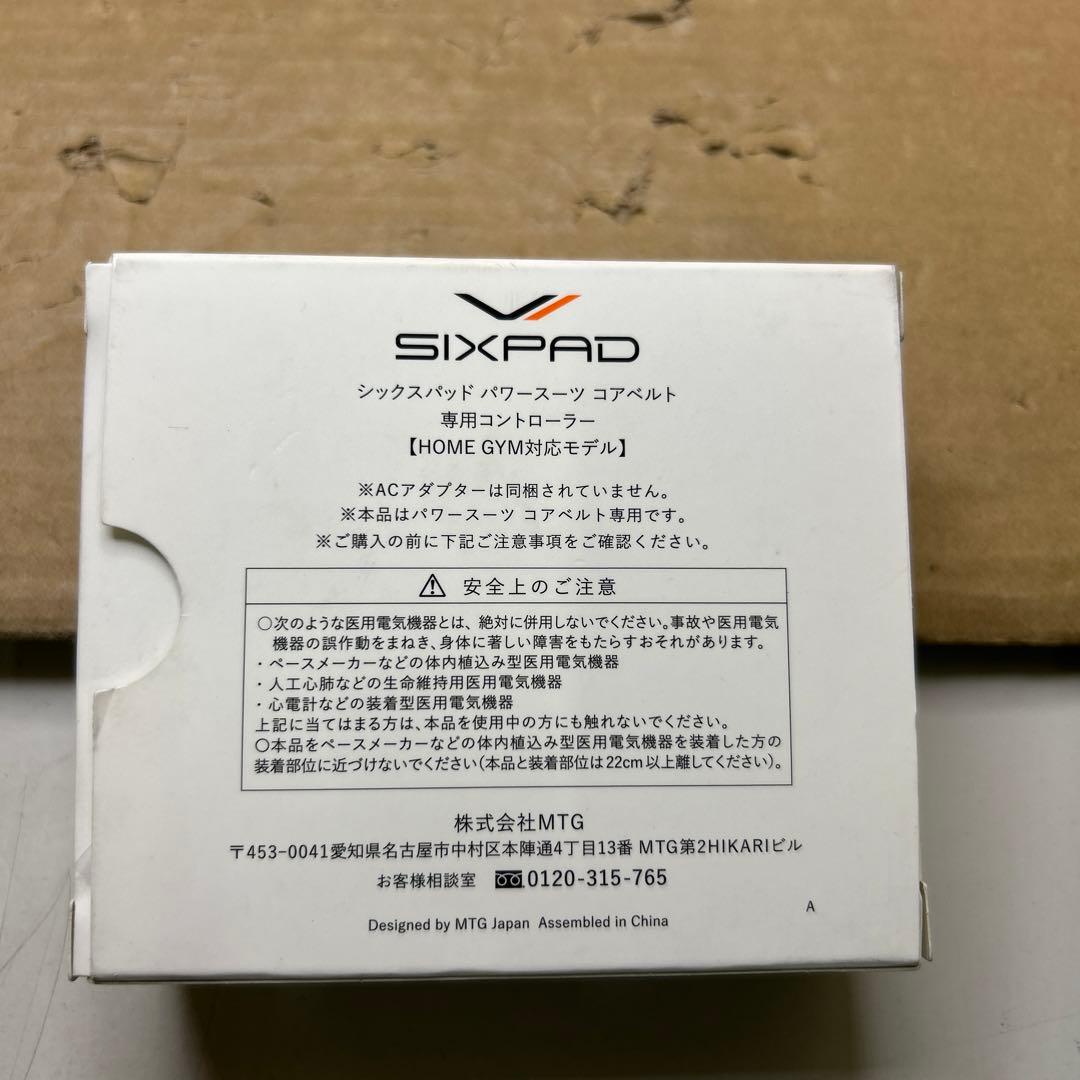 SIXPAD
シックスパッド パワースーツ コアベルト
専用コントローラー
【HOME GYM対応モデル】
※ACアダプターは同梱されていません。
※本品はパワースーツ コアベルト専用です。
※ご購入の前に下記ご注意事項をご確認ください。
⚠ 安全上のご注意
○次のような医用電気機器とは、絶対に併用しないでください。事故や医用電気
機器の誤作動をまねき、身体に著しい障害をもたらすおそれがあります。
・ペースメーカーなどの体内植込み型医用電気機器
・人工心肺などの生命維持用医用電気機器
・心電計などの装着型医用電気機器
上記に当てはまる方は、本品を使用中の方にも触れないでください。
○本品をペースメーカーなどの体内植込み型医用電気機器を装着した方の
装着部位に近づけないでください(本品と装着部位は22cm以上離してください)。
株式会社MTG
〒453-0041愛知県名古屋市中村区本陣通4丁目13番 MTG第2HIKARIビル
お客様相談室 0120-315-765
A
Designed by MTG Japan Assembled in China